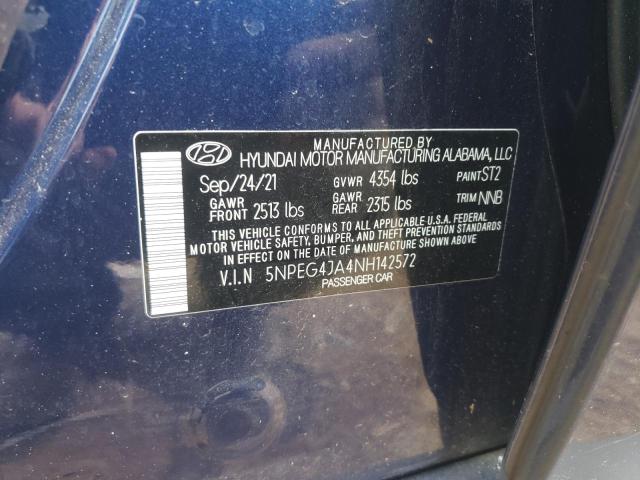 MANUFACTURED BY
HYUNDAI MOTOR MANUFACTURING ALABAMA, LLC
Sep/24/21 GVWR 4354 lbs PAINT ST2
GAWR FRONT 2513 lbs GAWR REAR 2315 lbs TRIM NNB
THIS VEHICLE CONFORMS TO ALL APPLICABLE U.S.A. FEDERAL
MOTOR VEHICLE SAFETY, BUMPER, AND THEFT PREVENTION STANDARDS
IN EFFECT ON THE DATE OF MANUFACTURE SHOWN ABOVE.
V.I.N 5NPEG4JA4NH142572
PASSENGER CAR